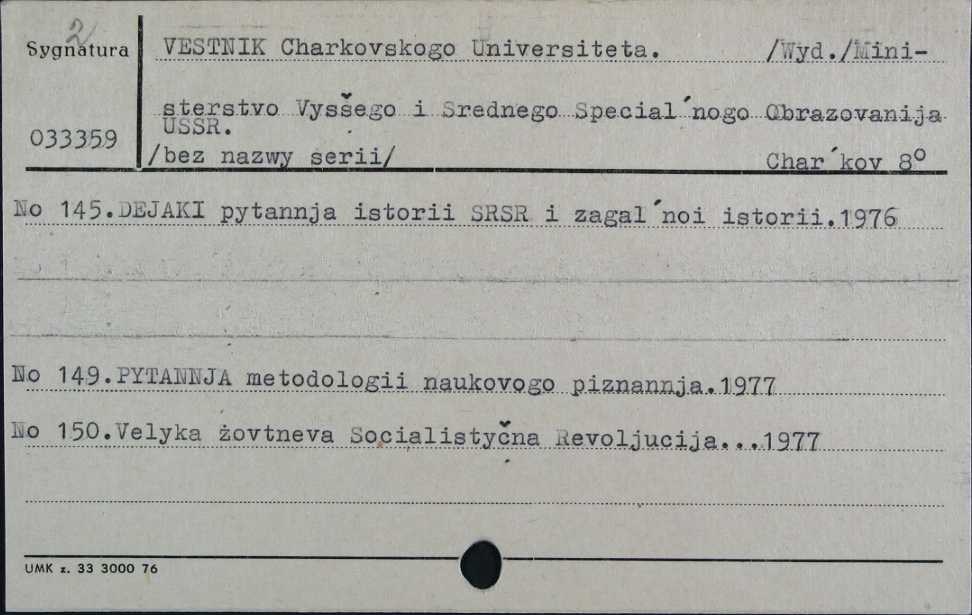 2
Sygnatura
VESTNIK Charkovskogo Universiteta. /Wyd./Mini-
sterstvo Vysšego i Srednego Special´nogo Obrazovanija
USSR.
033359
/bez nazwy serii/ Char´kov 8°
No 145.DEJAKI pytannja istorii SRSR i zagal´noi istorii.1976
No 149.PYTANNJA metodologii naukovogo piznannja.1977
No 150.Velyka żovtneva Socialistyčna Revoljucija...1977
UMK z. 33 3000 76